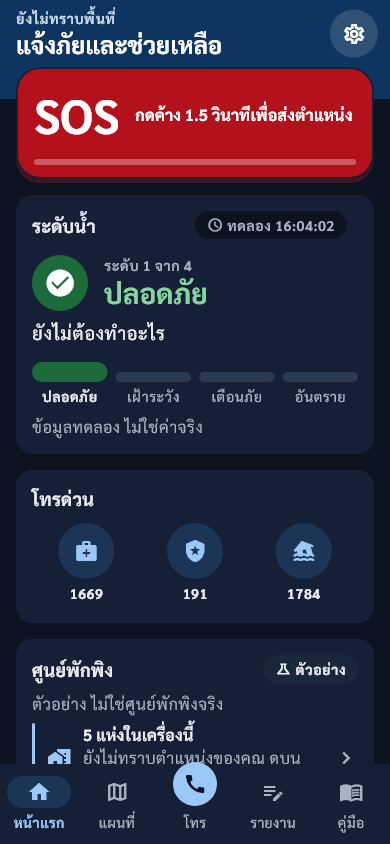 ยังไม่ทราบพื้นที่
แจ้งภัยและช่วยเหลือ
SOS กดค้าง 1.5 วินาทีเพื่อส่งตำแหน่ง
ระดับน้ำ ทดลอง 16:04:02
ระดับ 1 จาก 4
ปลอดภัย
ยังไม่ต้องทำอะไร
ปลอดภัย เฝ้าระวัง เตือนภัย อันตราย
ข้อมูลทดลอง ไม่ใช่ค่าจริง
โทรด่วน
1669 191 1784
ศูนย์พักพิง ตัวอย่าง
ตัวอย่าง ไม่ใช่ศูนย์พักพิงจริง
5 แห่งในเครื่องนี้
ยังไม่ทราบตำแหน่งของคุณ
หน้าแรก แผนที่ โทร รายงาน คู่มือ